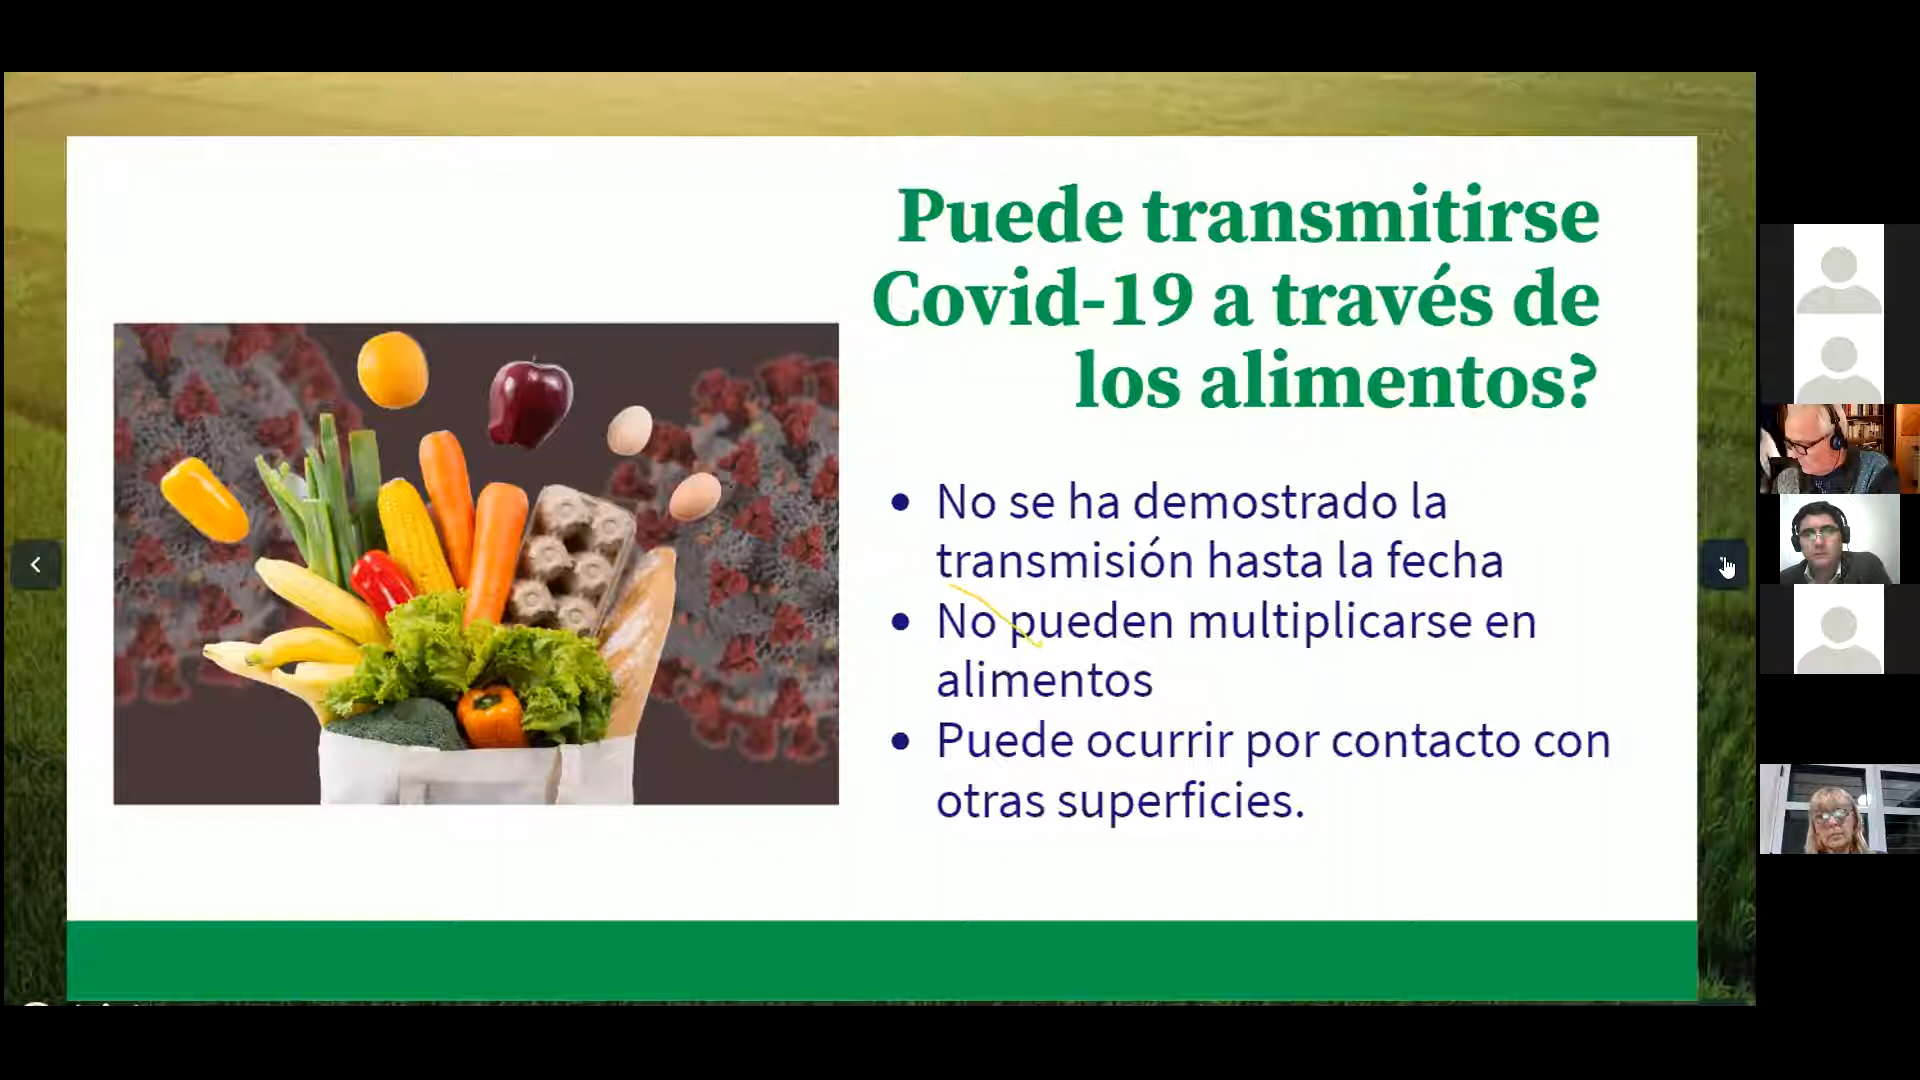 Puede transmitirse
Covid-19 a través de
los alimentos?
No se ha demostrado la
transmisión hasta la fecha
No pueden multiplicarse en
alimentos
Puede ocurrir por contacto con
otras superficies.